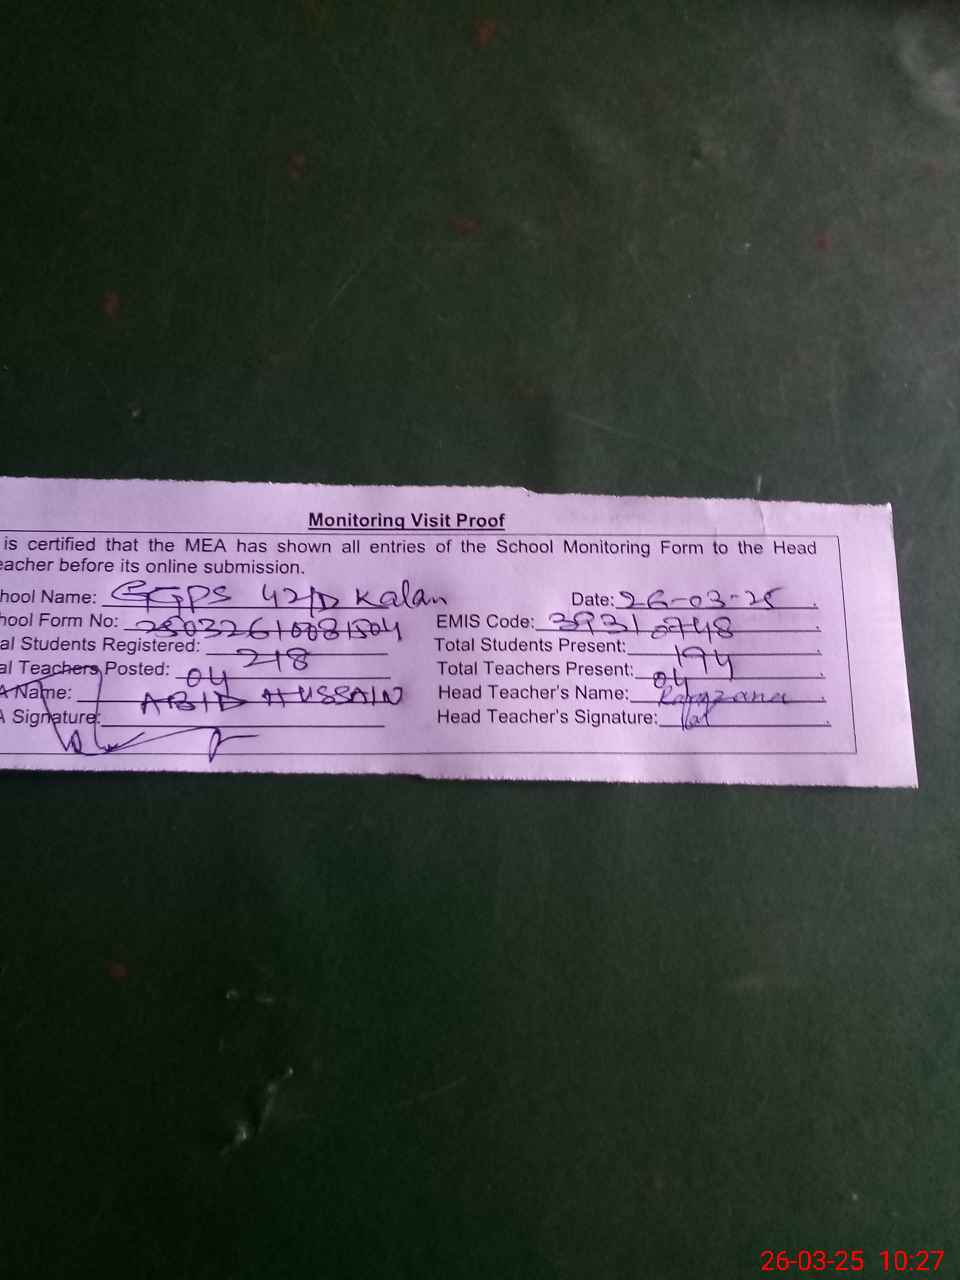 Monitoring Visit Proof
is certified that the MEA has shown all entries of the School Monitoring Form to the Head
eacher before its online submission.
hool Name: GGPS 42/D Kalan Date: 26-03-25
hool Form No: 25032610081504 EMIS Code: 39310748
al Students Registered: 218 Total Students Present: 194
al Teachers Posted: 04 Total Teachers Present: 04
A Name: ABID HUSSAIN Head Teacher's Name:
A Signature: Head Teacher's Signature:
26-03-25 10:27